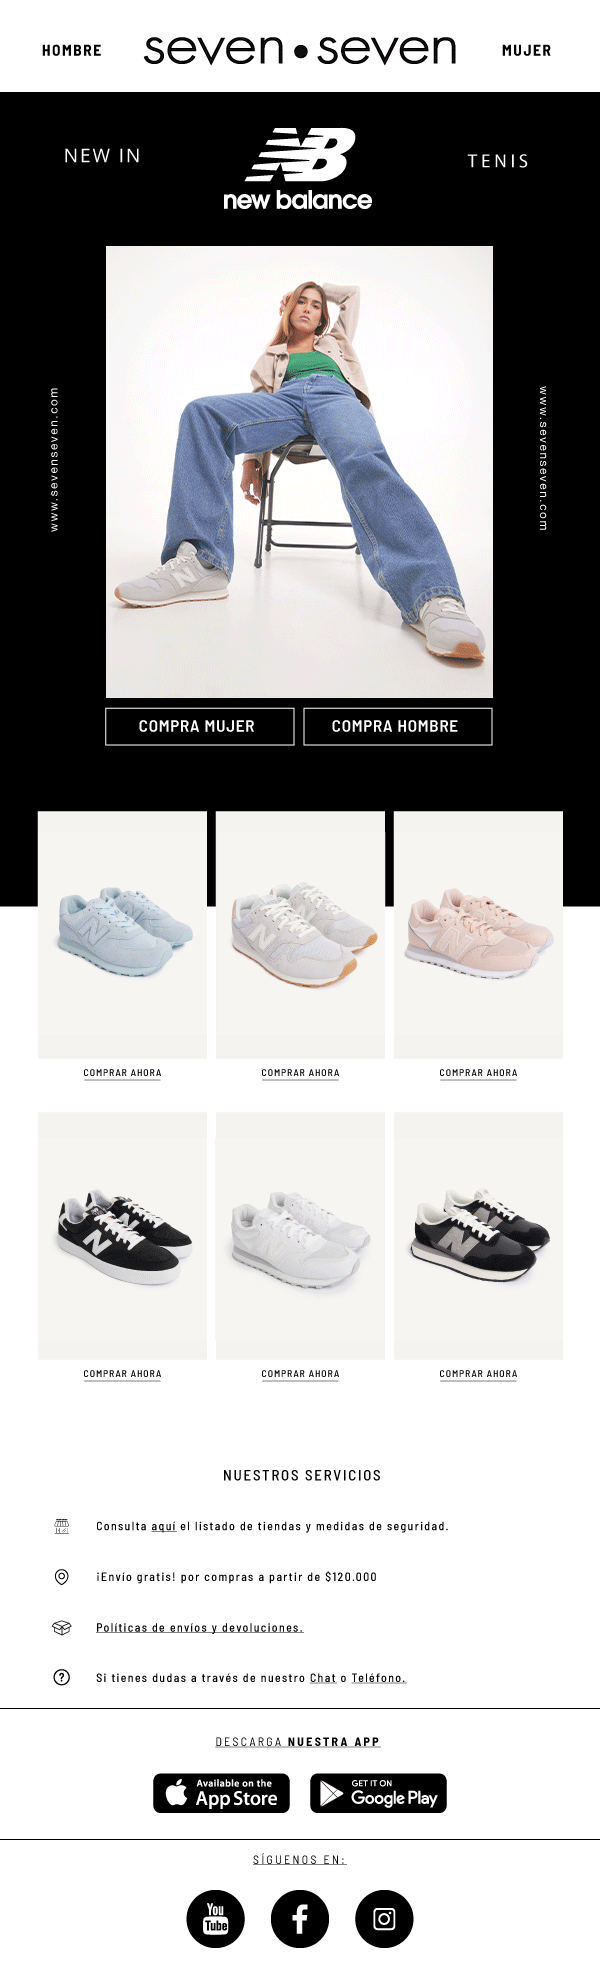 HOMBRE
seven•seven
MUJER
NEW IN
NB
new balance
TENIS
www.sevenseven.com
www.sevenseven.com
COMPRA MUJER
COMPRA HOMBRE
COMPRAR AHORA
COMPRAR AHORA
COMPRAR AHORA
COMPRAR AHORA
COMPRAR AHORA
COMPRAR AHORA
NUESTROS SERVICIOS
Consulta aquí el listado de tiendas y medidas de seguridad.
¡Envío gratis! por compras a partir de $120.000
Políticas de envíos y devoluciones.
Si tienes dudas a través de nuestro Chat o Teléfono.
DESCARGA NUESTRA APP
Available on the
App Store
GET IT ON
Google Play
SÍGUENOS EN:
You
Tube